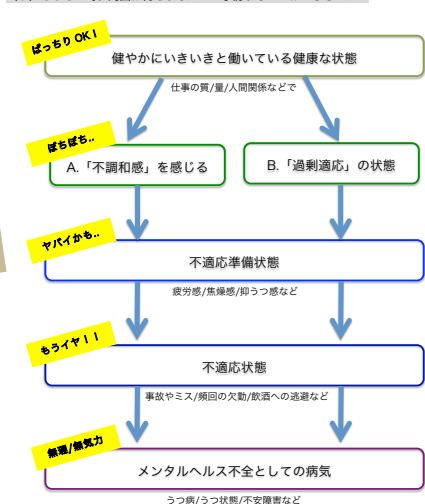 ばっちりOK!
健やかにいきいきと働いている健康な状態
仕事の質/量/人間関係などで
ぼちぼち..
A.「不調和感」を感じる
B.「過剰適応」の状態
ヤバイかも..
不適応準備状態
疲労感/焦燥感/抑うつ感など
もうイヤ!!
不適応状態
事故やミス/頻回の欠勤/飲酒への逃避など
無理/無気力
メンタルヘルス不全としての病気
うつ病/うつ状態/不安障害など